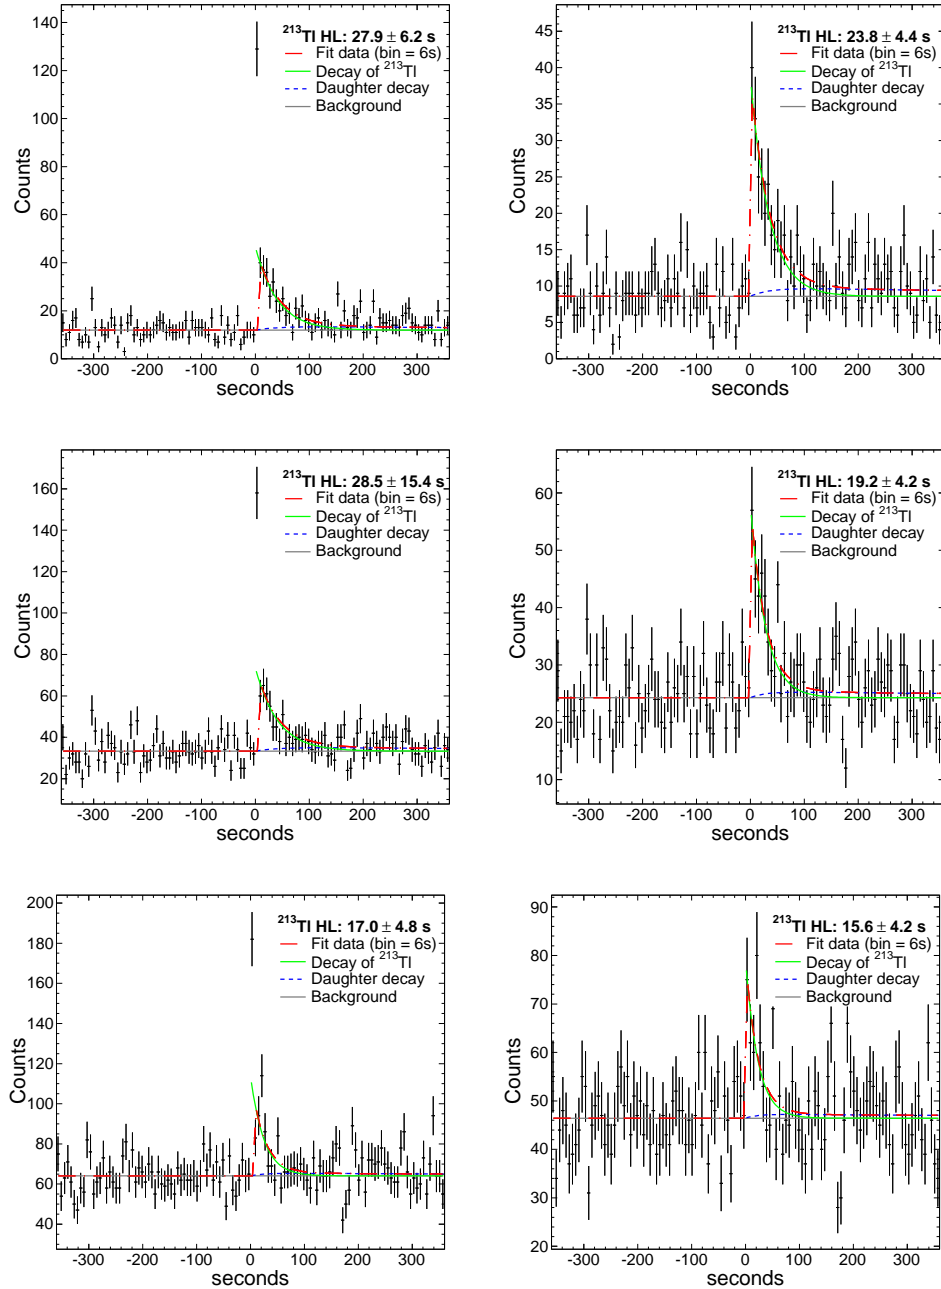 ²¹³Tl HL: 27.9 ± 6.2 s
Fit data (bin = 6s)
Decay of ²¹³Tl
Daughter decay
Background
Counts
140
120
100
80
60
40
20
0
-300 -200 -100 0 100 200 300
seconds
²¹³Tl HL: 23.8 ± 4.4 s
Fit data (bin = 6s)
Decay of ²¹³Tl
Daughter decay
Background
Counts
45
40
35
30
25
20
15
10
5
0
-300 -200 -100 0 100 200 300
seconds
²¹³Tl HL: 28.5 ± 15.4 s
Fit data (bin = 6s)
Decay of ²¹³Tl
Daughter decay
Background
Counts
160
140
120
100
80
60
40
20
-300 -200 -100 0 100 200 300
seconds
²¹³Tl HL: 19.2 ± 4.2 s
Fit data (bin = 6s)
Decay of ²¹³Tl
Daughter decay
Background
Counts
60
50
40
30
20
10
-300 -200 -100 0 100 200 300
seconds
²¹³Tl HL: 17.0 ± 4.8 s
Fit data (bin = 6s)
Decay of ²¹³Tl
Daughter decay
Background
Counts
200
180
160
140
120
100
80
60
40
-300 -200 -100 0 100 200 300
seconds
²¹³Tl HL: 15.6 ± 4.2 s
Fit data (bin = 6s)
Decay of ²¹³Tl
Daughter decay
Background
Counts
90
80
70
60
50
40
30
20
-300 -200 -100 0 100 200 300
seconds